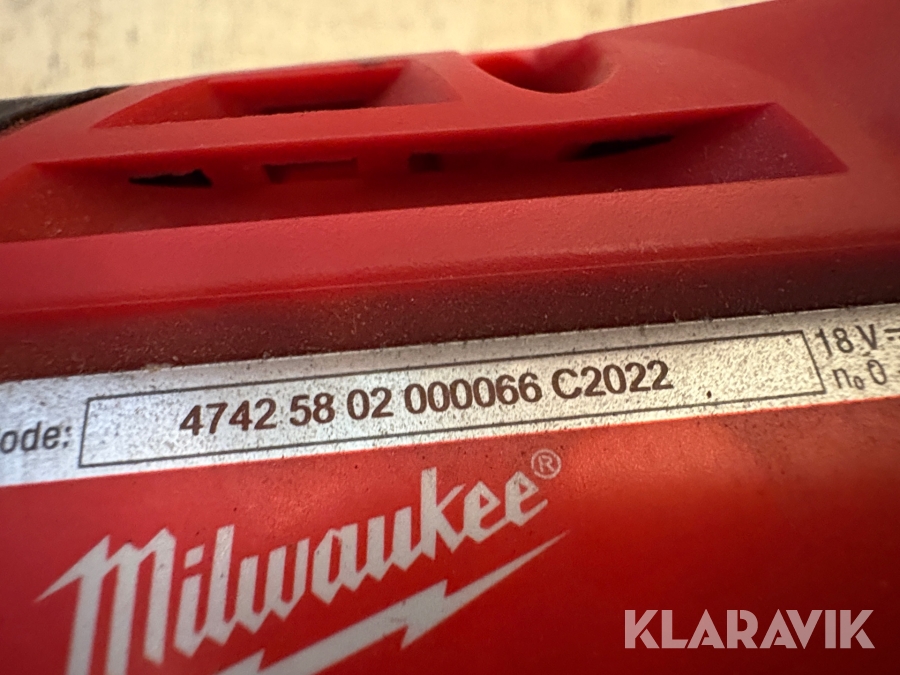 18 V
ode: 4742 58 02 000066 C2022
n₀ 0
Milwaukee®
KLARAVIK